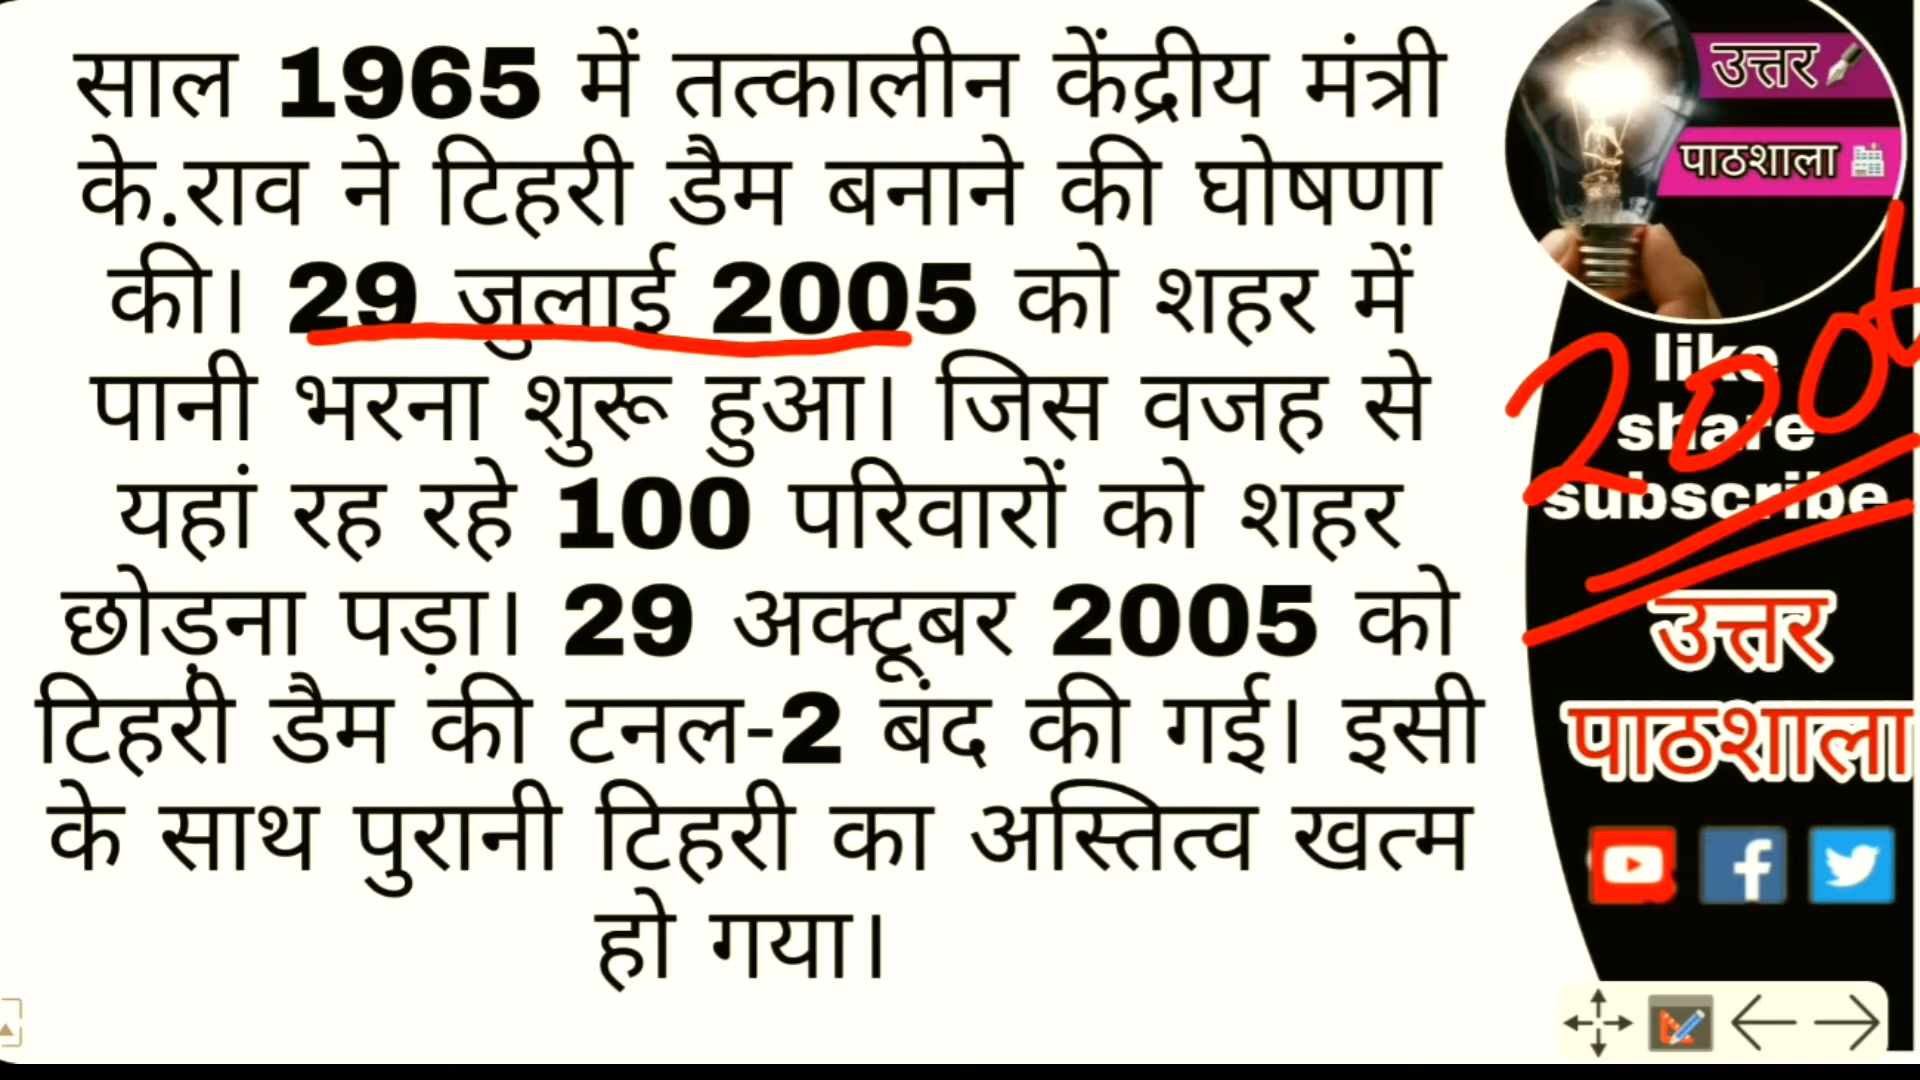 साल 1965 में तत्कालीन केंद्रीय मंत्री
के.राव ने टिहरी डैम बनाने की घोषणा
की। 29 जुलाई 2005 को शहर में
पानी भरना शुरू हुआ। जिस वजह से
यहां रह रहे 100 परिवारों को शहर
छोड़ना पड़ा। 29 अक्टूबर 2005 को
टिहरी डैम की टनल-2 बंद की गई। इसी
के साथ पुरानी टिहरी का अस्तित्व खत्म
हो गया।
उत्तर
पाठशाला
like
share
subscribe
उत्तर
पाठशाला